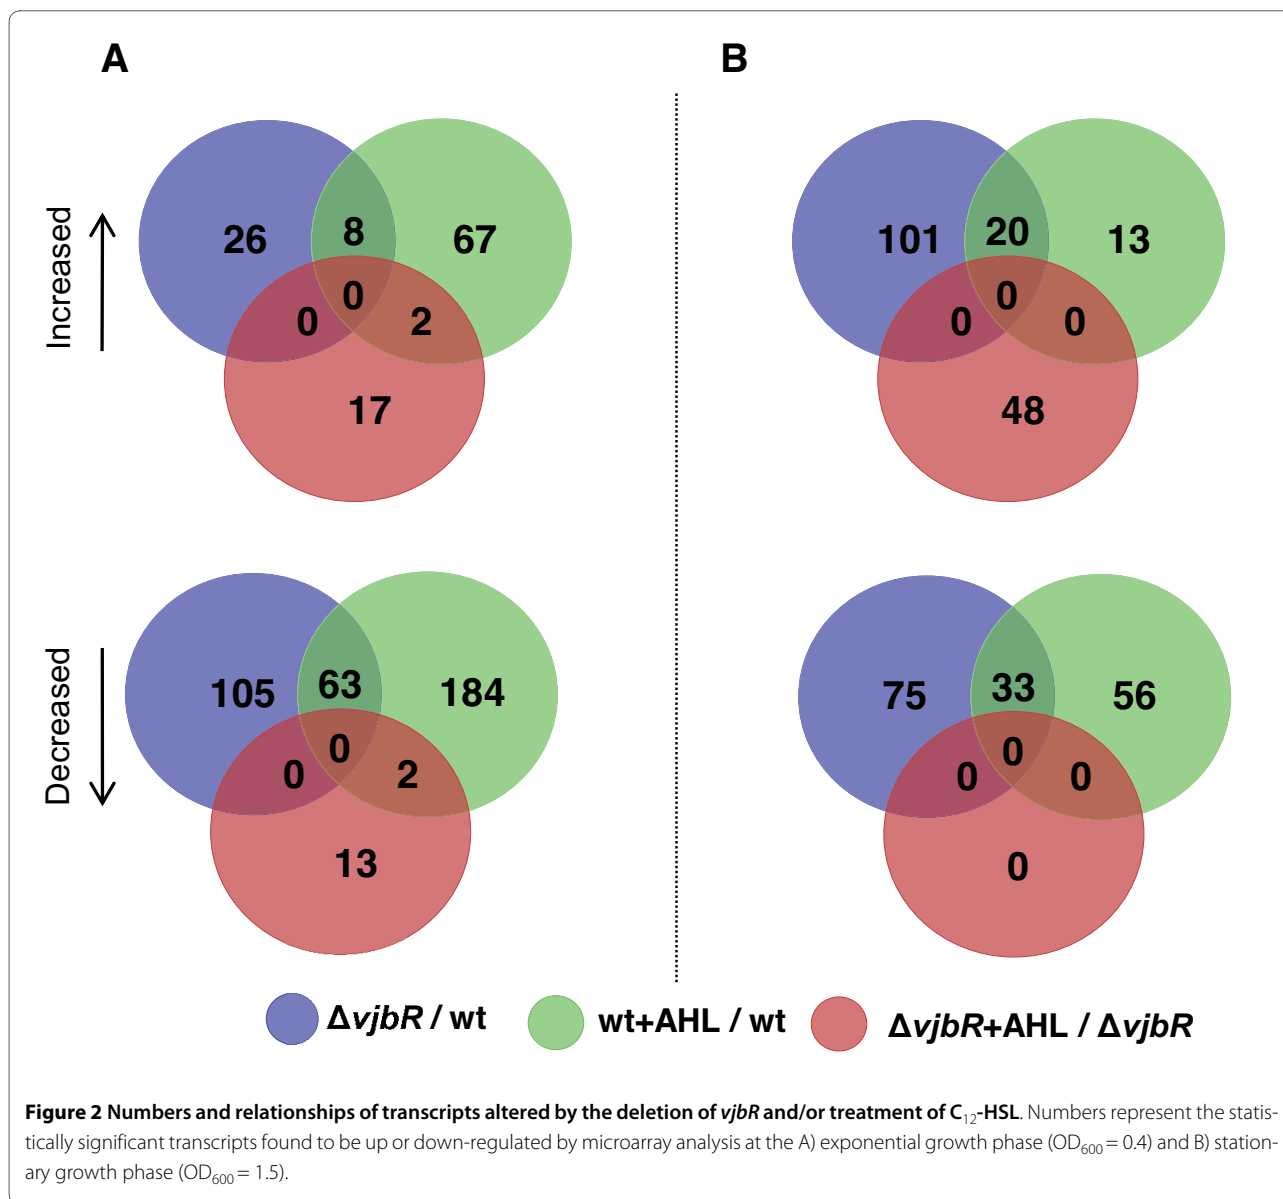 A
B
Increased
26
8
67
0
0
2
17
101
20
13
0
0
0
48
Decreased
105
63
184
0
0
2
13
75
33
56
0
0
0
0
ΔvjbR / wt
wt+AHL / wt
ΔvjbR+AHL / ΔvjbR
Figure 2 Numbers and relationships of transcripts altered by the deletion of vjbR and/or treatment of C₁₂-HSL. Numbers represent the statis-
tically significant transcripts found to be up or down-regulated by microarray analysis at the A) exponential growth phase (OD₆₀₀ = 0.4) and B) station-
ary growth phase (OD₆₀₀ = 1.5).